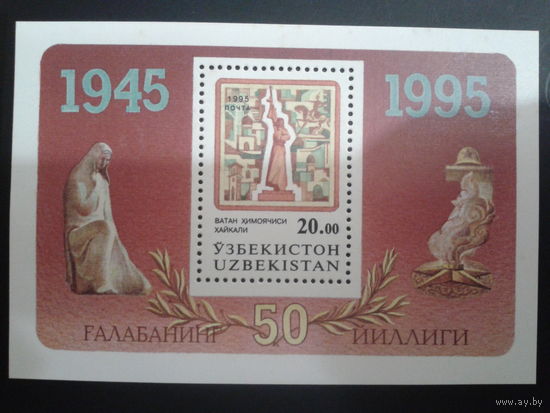 1945
1995
1995
ПОЧТА
ВАТАН ҲИМОЯЧИСИ
ҲАЙКАЛИ
20.00
ЎЗБЕКИСТОН
UZBEKISTAN
ҒАЛАБАНИНГ 50 ЙИЛЛИГИ
www.ay.by